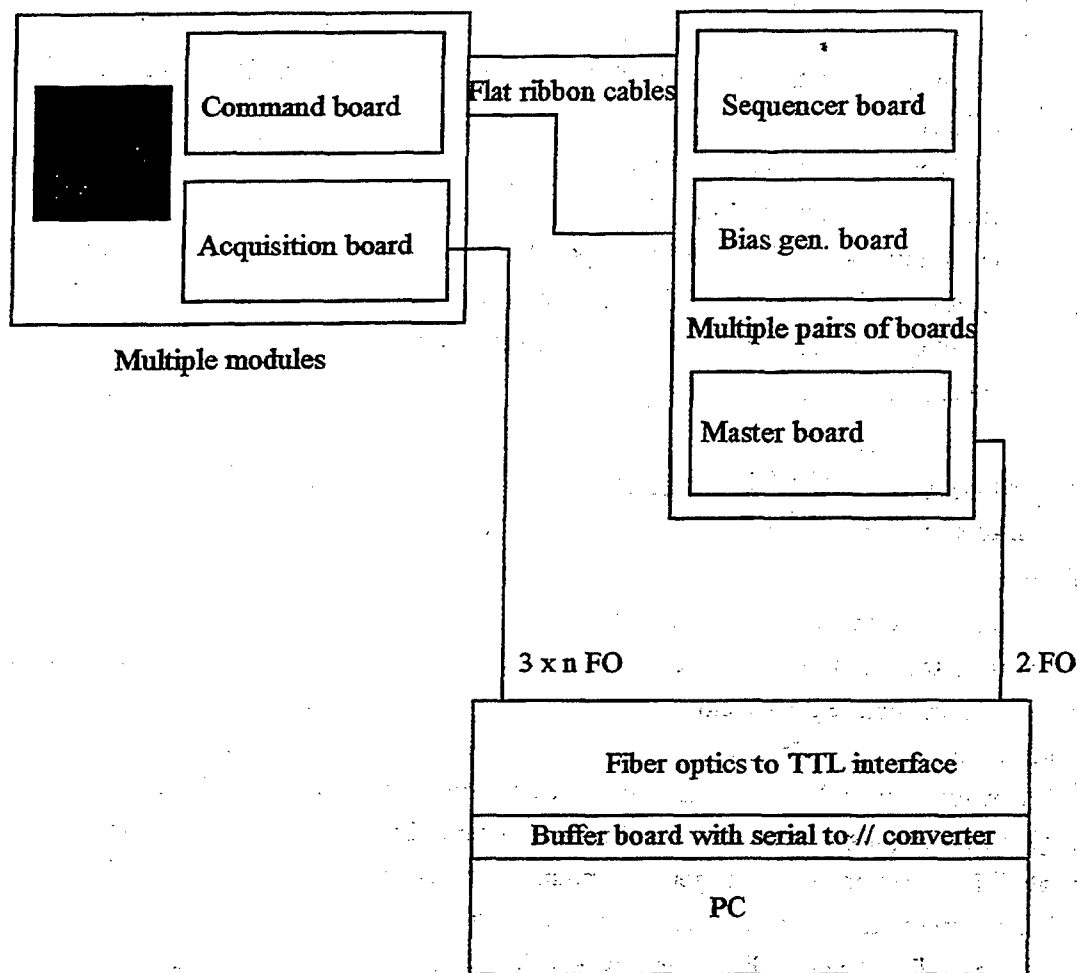 Command board
Flat ribbon cables
Sequencer board
Acquisition board
Bias gen. board
Multiple pairs of boards
Multiple modules
Master board
3 x n FO
2 FO
Fiber optics to TTL interface
Buffer board with serial to // converter
PC